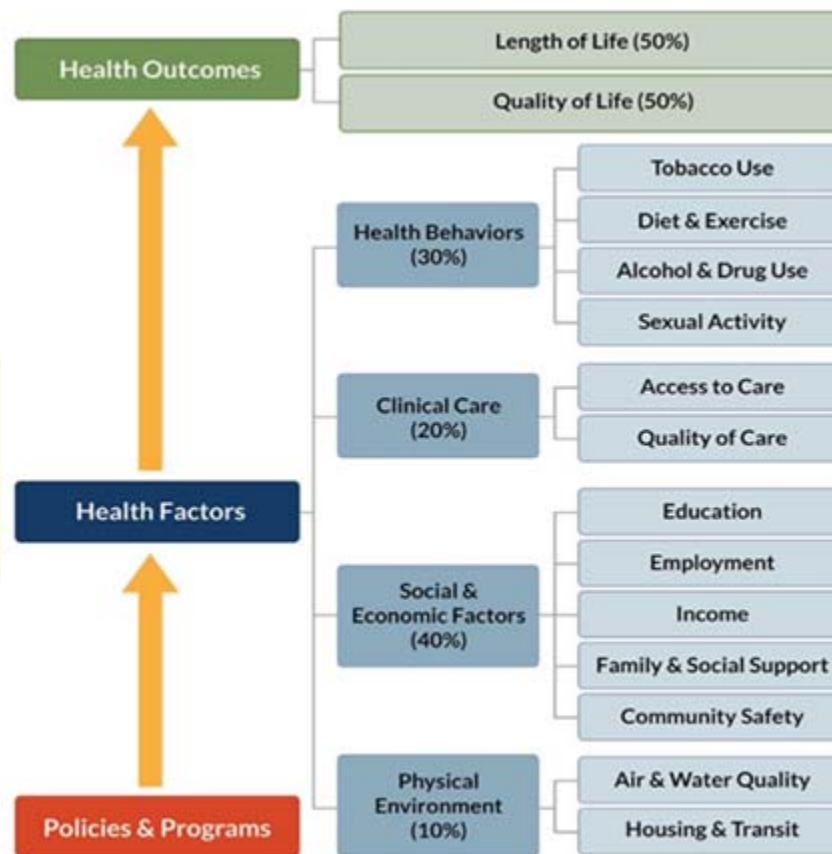 Health Outcomes
Length of Life (50%)
Quality of Life (50%)
Health Factors
Health Behaviors
(30%)
Tobacco Use
Diet & Exercise
Alcohol & Drug Use
Sexual Activity
Clinical Care
(20%)
Access to Care
Quality of Care
Social &
Economic Factors
(40%)
Education
Employment
Income
Family & Social Support
Community Safety
Physical
Environment
(10%)
Air & Water Quality
Housing & Transit
Policies & Programs